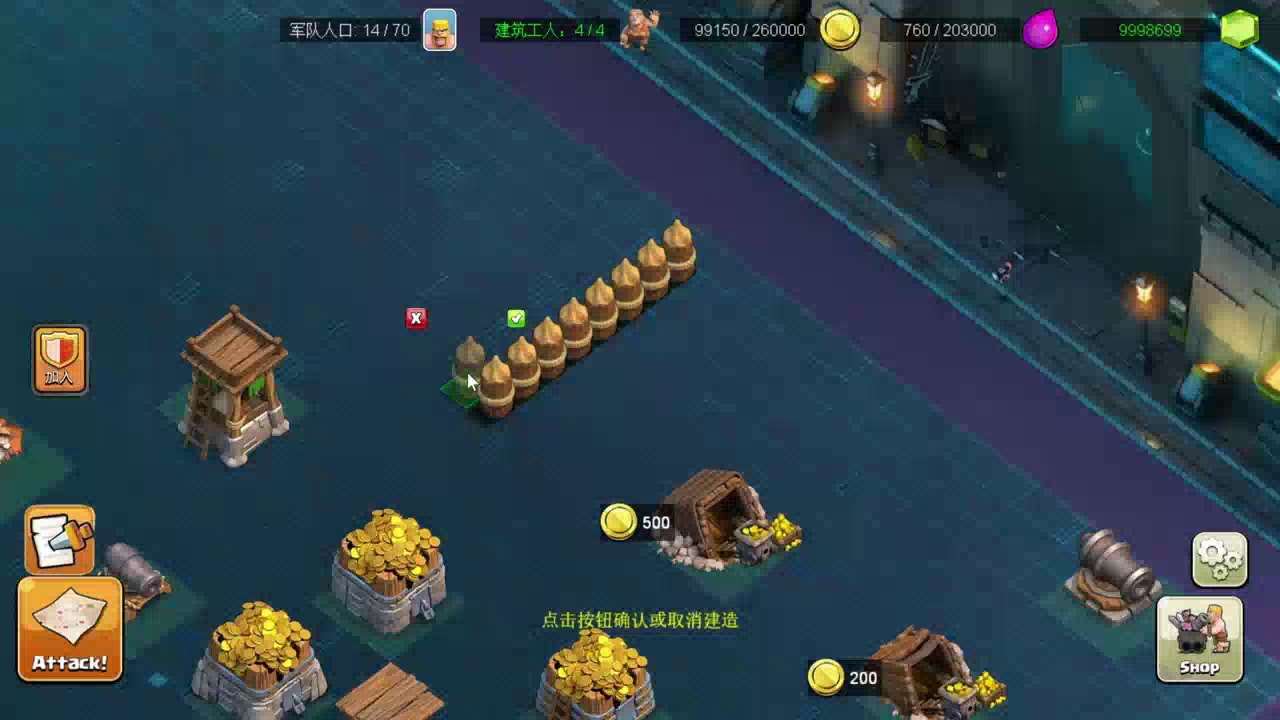 军队人口: 14 / 70
建筑工人：4 / 4
99150 / 260000
760 / 203000
9998699
加入
500
点击按钮确认或取消建造
Attack!
SHOP
200